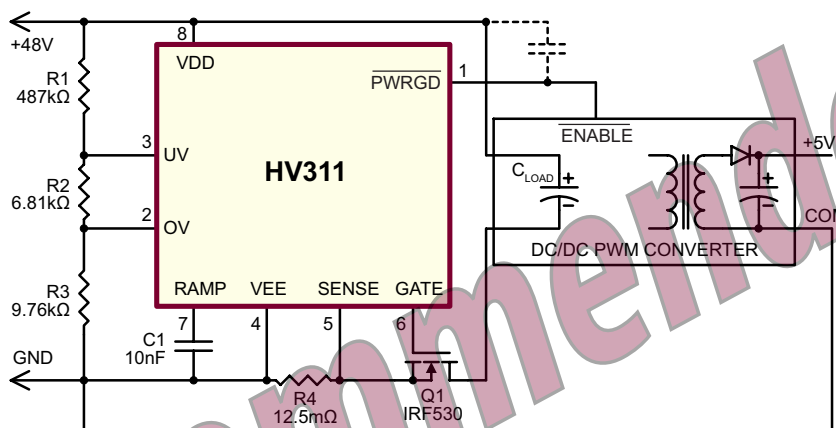 +48V
8
VDD
PWRGD
1
R1
487kΩ
ENABLE
+5V
3
UV
HV311
R2
6.81kΩ
CLOAD
+
+
2
OV
DC/DC PWM CONVERTER
R3
9.76kΩ
RAMP
VEE
SENSE
GATE
7
4
5
6
C1
10nF
GND
R4
12.5mΩ
Q1
IRF530